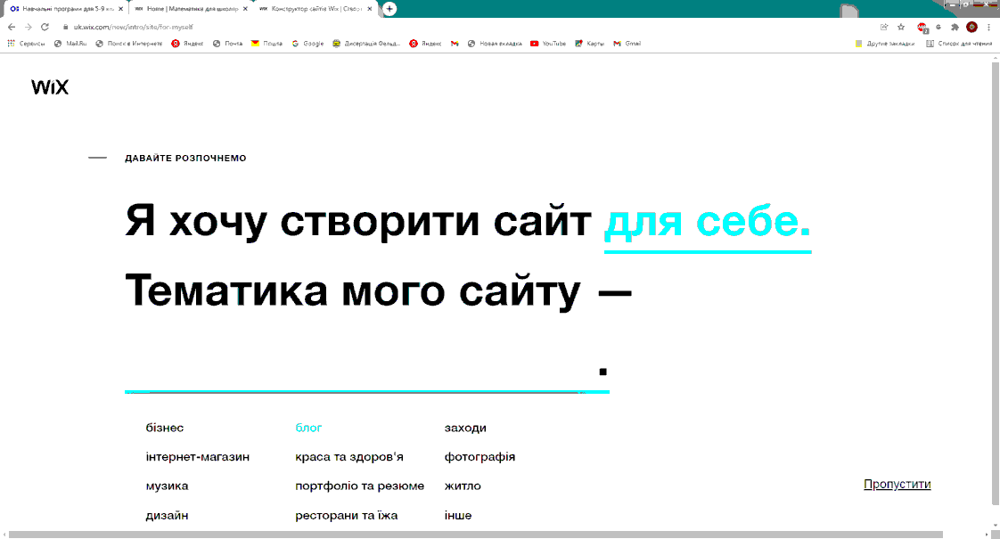 Навчальні програми для 5-9 кл
Home | Математика для школяр
Конструктор сайтів Wix | Створ
uk.wix.com/new/intro/site/for-myself
Сервисы Mail.Ru Поиск в Интернете Яндекс Почта Пошта Google Дисертація Фельд... Яндекс Новая вкладка YouTube Карты Gmail Другие закладки Список для чтения
WiX
ДАВАЙТЕ РОЗПОЧНЕМО
Я хочу створити сайт для себе.
Тематика мого сайту —
.
бізнес блог заходи
інтернет-магазин краса та здоров'я фотографія
музика портфоліо та резюме житло
Пропустити
дизайн ресторани та їжа інше